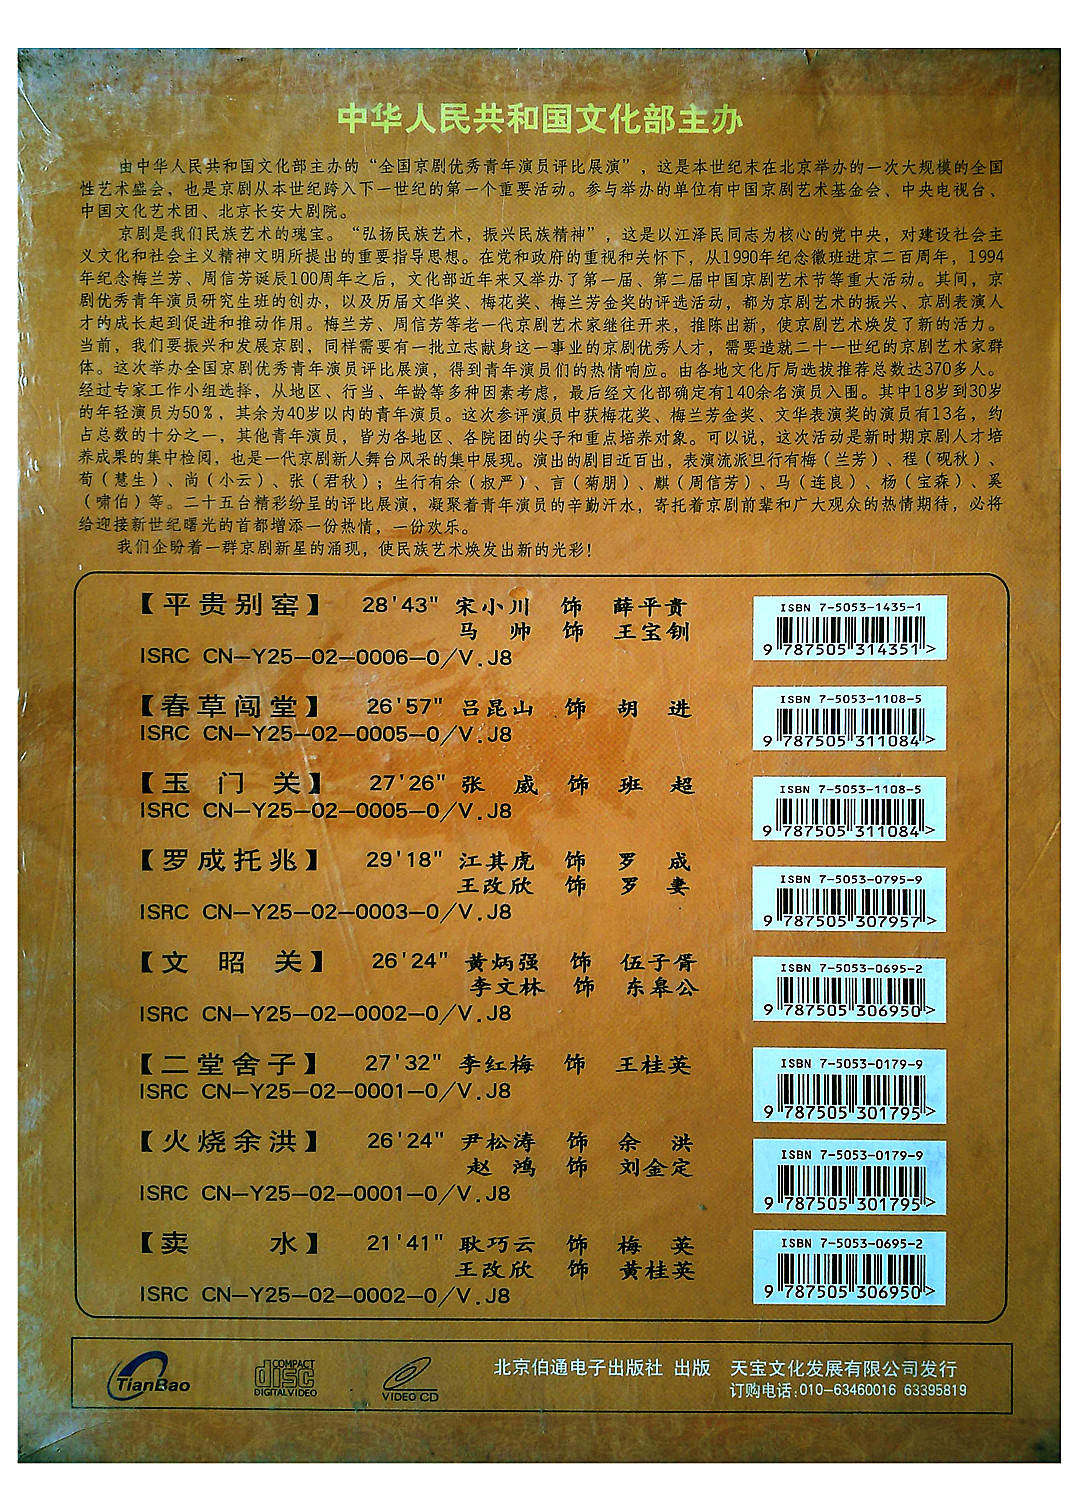 中华人民共和国文化部主办
由中华人民共和国文化部主办的“全国京剧优秀青年演员评比展演”，这是本世纪末在北京举办的一次大规模的全国
性艺术盛会，也是京剧从本世纪跨入下一世纪的第一个重要活动。参与举办的单位有中国京剧艺术基金会、中央电视台、
中国文化艺术团、北京长安大剧院。
京剧是我们民族艺术的瑰宝。“弘扬民族艺术，振兴民族精神”，这是以江泽民同志为核心的党中央，对建设社会主
义文化和社会主义精神文明所提出的重要指导思想。在党和政府的重视和关怀下，从1990年纪念徽班进京二百周年，1994
年纪念梅兰芳、周信芳诞辰100周年之后，文化部近年来又举办了第一届、第二届中国京剧艺术节等重大活动。其间，京
剧优秀青年演员研究生班的创办，以及历届文华奖、梅花奖、梅兰芳金奖的评选活动，都为京剧艺术的振兴、京剧表演人
才的成长起到促进和推动作用。梅兰芳、周信芳等老一代京剧艺术家继往开来，推陈出新，使京剧艺术焕发了新的活力。
当前，我们要振兴和发展京剧，同样需要有一批立志献身这一事业的京剧优秀人才，需要造就二十一世纪的京剧艺术家群
体。这次举办全国京剧优秀青年演员评比展演，得到青年演员们的热情响应。由各地文化厅局选拔推荐总数达370多人。
经过专家工作小组选择，从地区、行当、年龄等多种因素考虑，最后经文化部确定有140余名演员入围。其中18岁到30岁
的年轻演员为50%，其余为40岁以内的青年演员。这次参评演员中获梅花奖、梅兰芳金奖、文华表演奖的演员有13名，约
占总数的十分之一，其他青年演员，皆为各地区、各院团的尖子和重点培养对象。可以说，这次活动是新时期京剧人才培
养成果的集中检阅，也是一代京剧新人舞台风采的集中展现。演出的剧目近百出，表演流派旦行有梅（兰芳）、程（砚秋）、
荀（慧生）、尚（小云）、张（君秋）；生行有余（叔严）、言（菊朋）、麒（周信芳）、马（连良）、杨（宝森）、奚
（啸伯）等。二十五台精彩纷呈的评比展演，凝聚着青年演员的辛勤汗水，寄托着京剧前辈和广大观众的热情期待，必将
给迎接新世纪曙光的首都增添一份热情，一份欢乐。
我们企盼着一群京剧新星的涌现，使民族艺术焕发出新的光彩！
【平贵别窑】 28'43" 宋小川 饰 薛平贵
马 帅 饰 王宝钏
ISRC CN—Y25—02—0006—0/V.J8
ISBN 7-5053-1435-1
9 787505 314351>
【春草闯堂】 26'57" 吕昆山 饰 胡 进
ISRC CN—Y25—02—0005—0/V.J8
ISBN 7-5053-1108-5
9 787505 311084>
【玉 门 关】 27'26" 张 威 饰 班 超
ISRC CN—Y25—02—0005—0/V.J8
ISBN 7-5053-1108-5
9 787505 311084>
【罗成托兆】 29'18" 江其虎 饰 罗 成
王改欣 饰 罗 妻
ISRC CN—Y25—02—0003—0/V.J8
ISBN 7-5053-0795-9
9 787505 307957>
【文 昭 关】 26'24" 黄炳强 饰 伍子胥
李文林 饰 东皋公
ISRC CN—Y25—02—0002—0/V.J8
ISBN 7-5053-0695-2
9 787505 306950>
【二堂舍子】 27'32" 李红梅 饰 王桂英
ISRC CN—Y25—02—0001—0/V.J8
ISBN 7-5053-0179-9
9 787505 301795>
【火烧余洪】 26'24" 尹松涛 饰 余 洪
赵 鸿 饰 刘金定
ISRC CN—Y25—02—0001—0/V.J8
ISBN 7-5053-0179-9
9 787505 301795>
【卖 水】 21'41" 耿巧云 饰 梅 英
王改欣 饰 黄桂英
ISRC CN—Y25—02—0002—0/V.J8
ISBN 7-5053-0695-2
9 787505 306950>
TianBao
COMPACT
disc
DIGITAL VIDEO
VIDEO CD
北京伯通电子出版社 出版 天宝文化发展有限公司发行
订购电话:010-63460016 63395819